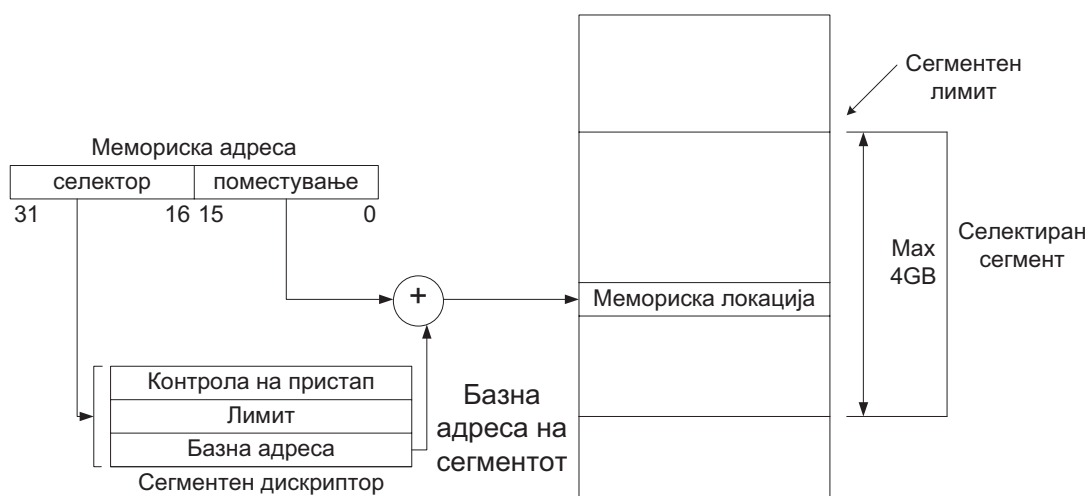 Сегментен
лимит
Мемориска адреса
селектор поместување
31 16 15 0
Max
4GB
Селектиран
сегмент
+
Мемориска локација
Контрола на пристап
Лимит
Базна адреса
Сегментен дискриптор
Базна
адреса на
сегментот